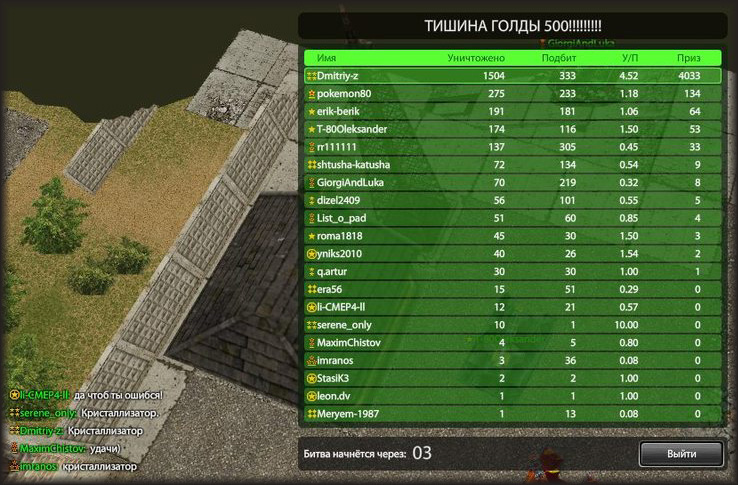 ТИШИНА ГОЛДЫ 500!!!!!!!!!
GiorgiAndLuka
Имя Уничтожено Подбит У/П Приз
Dmitriy-z 1504 333 4.52 4033
pokemon80 275 233 1.18 134
erik-berik 191 181 1.06 64
T-80Oleksander 174 116 1.50 53
rr111111 137 305 0.45 33
shtusha-katusha 72 134 0.54 9
GiorgiAndLuka 70 219 0.32 8
dizel2409 56 101 0.55 5
List_o_pad 51 60 0.85 4
roma1818 45 30 1.50 3
yniks2010 40 26 1.54 2
q.artur 30 30 1.00 1
era56 15 51 0.29 0
li-CMEP4-ll 12 21 0.57 0
serene_only 10 1 10.00 0
MaximChistov 4 5 0.80 0
imranos 3 36 0.08 0
StasiK3 2 2 1.00 0
leon.dv 1 1 1.00 0
Meryem-1987 1 13 0.08 0
li-CMEP4-ll: да чтоб ты ошибся!
serene_only: Кристаллизатор.
Dmitriy-z: Кристаллизатор
MaximChistov: удачи)
imranos: кристаллизатор
Битва начнётся через: 03
Выйти